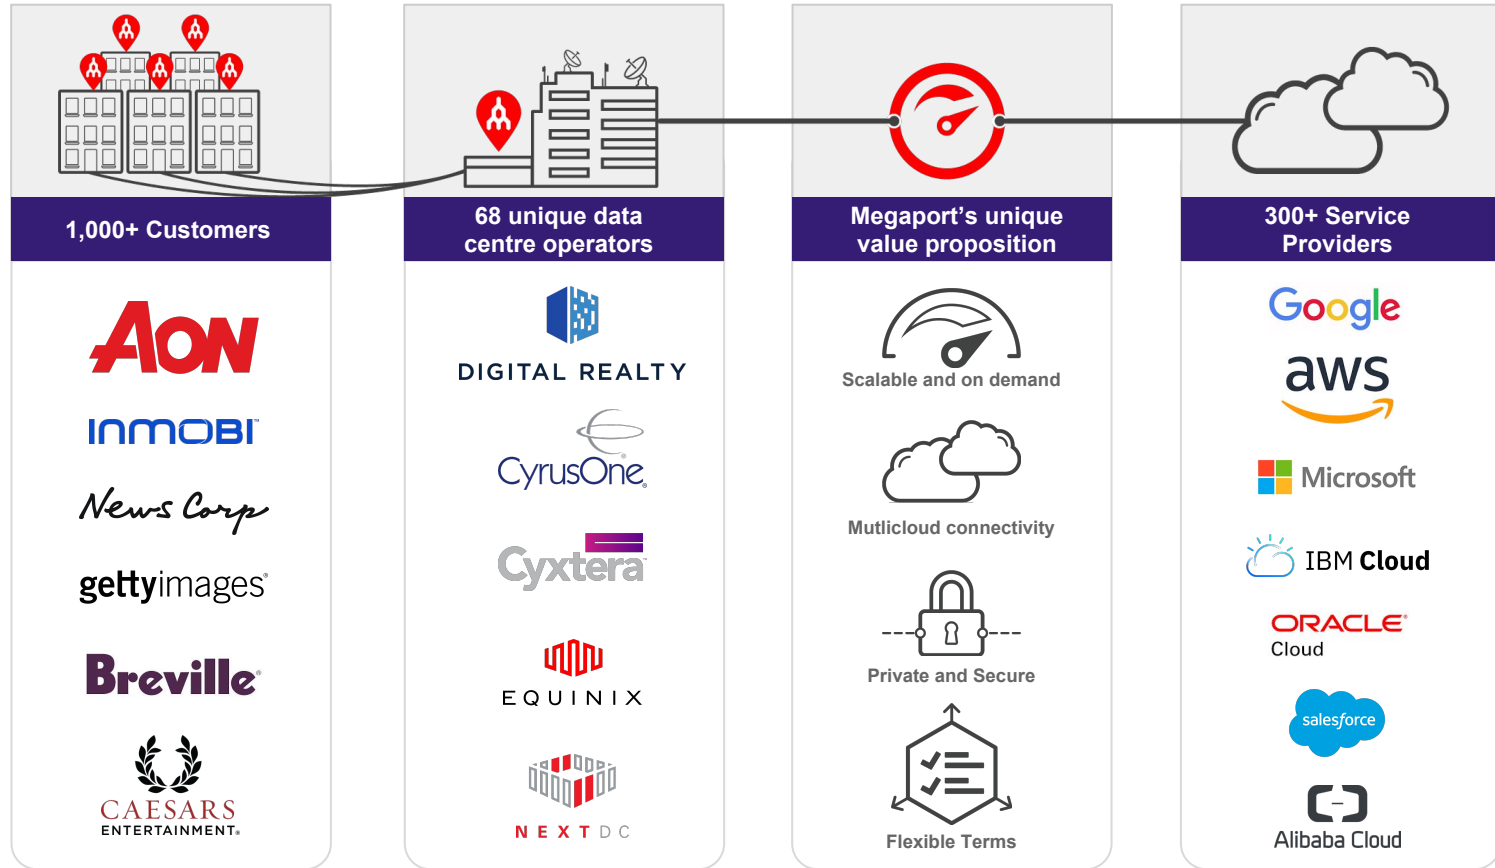 1,000+ Customers
AON
INMOBI™
News Corp
gettyimages®
Breville®
CAESARS
ENTERTAINMENT®
68 unique data
centre operators
DIGITAL REALTY
CyrusOne®
Cyxtera™
EQUINIX
NEXTDC
Megaport’s unique
value proposition
Scalable and on demand
Mutlicloud connectivity
Private and Secure
Flexible Terms
300+ Service
Providers
Google
aws
Microsoft
IBM Cloud
ORACLE®
Cloud
salesforce
Alibaba Cloud